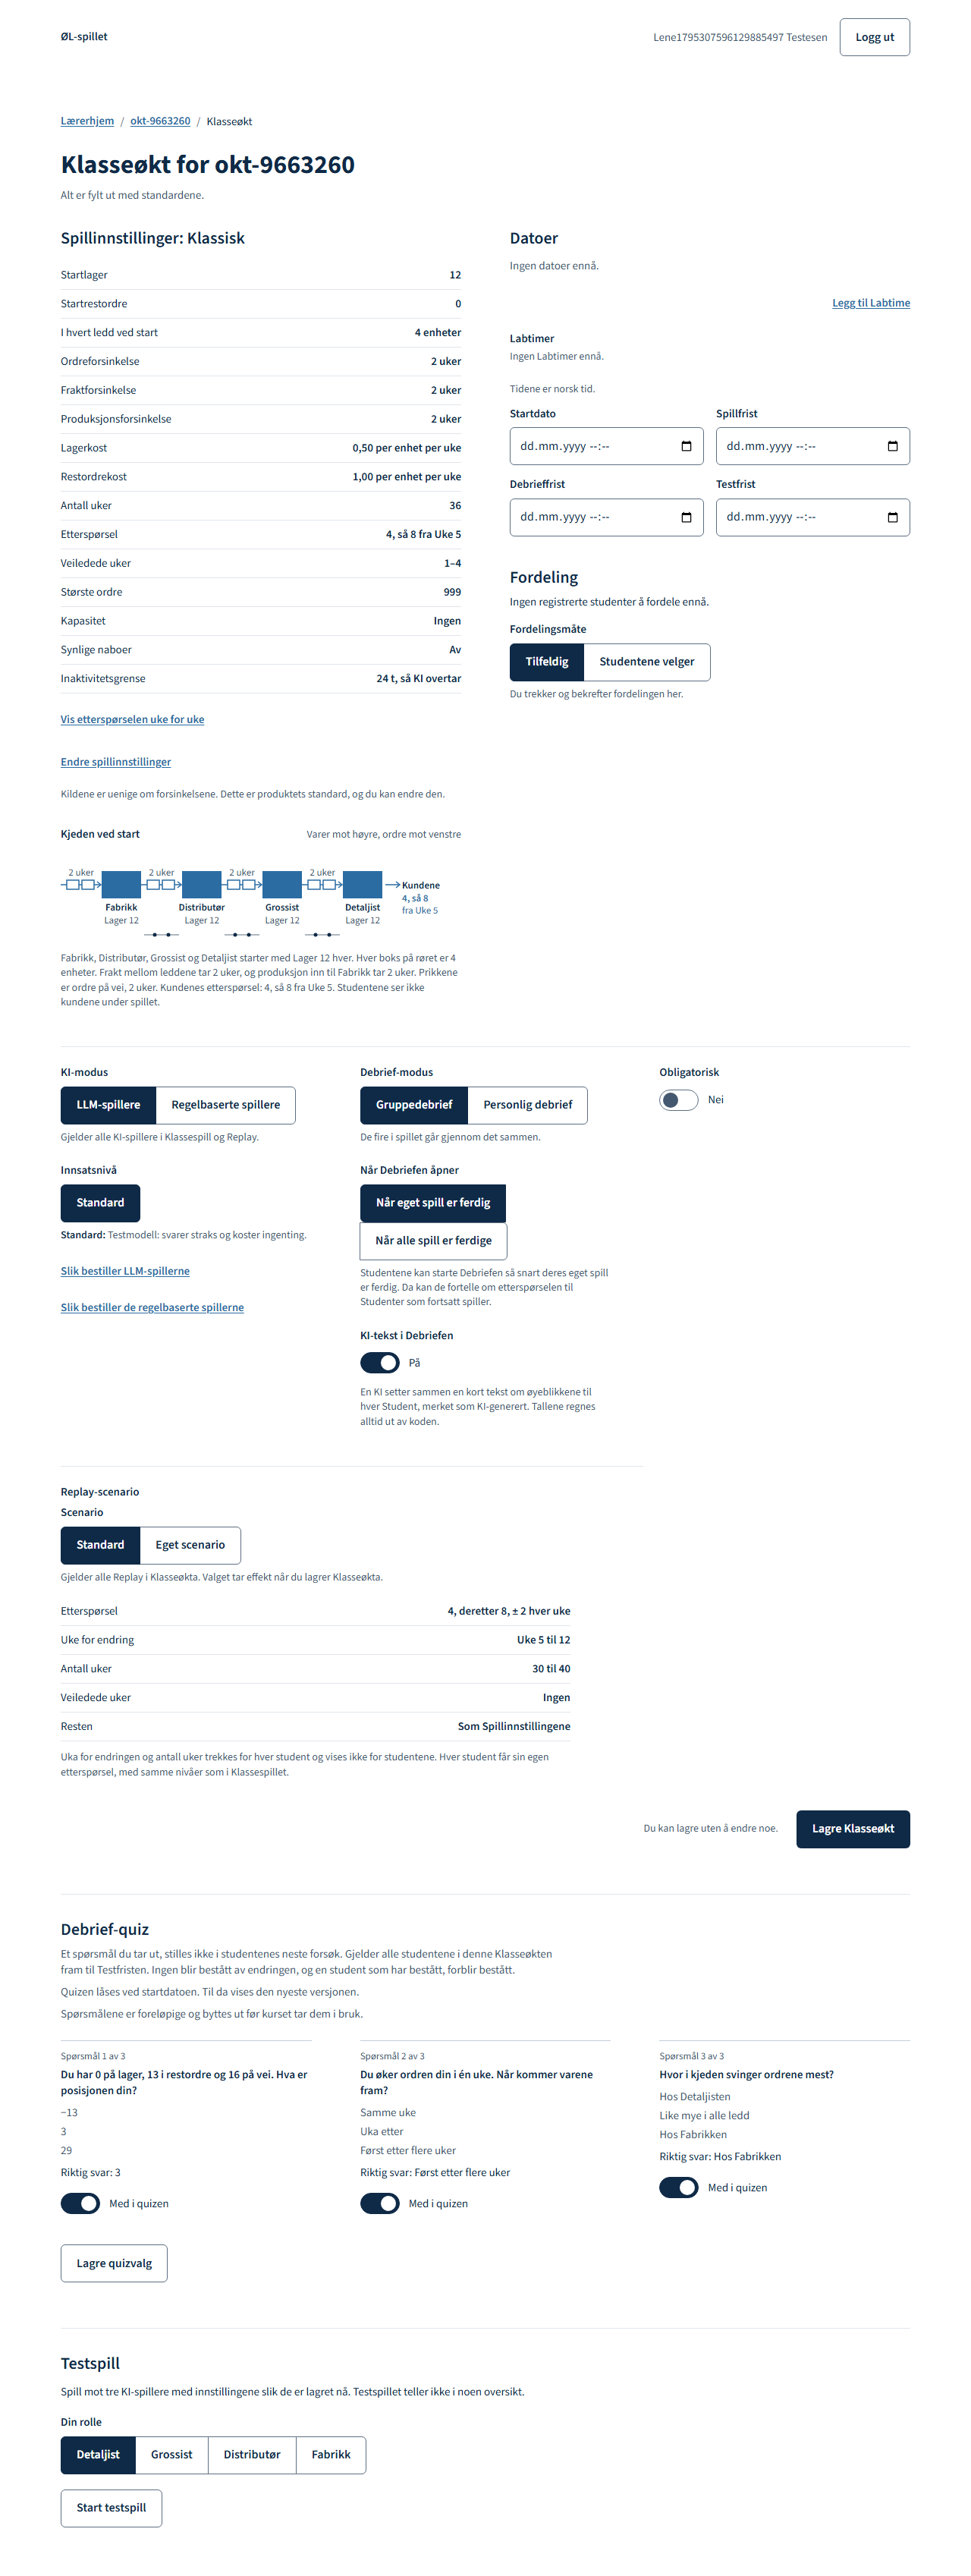 ØL-spillet
Lene1795307596129885497 Testesen
Logg ut
Lærerhjem / okt-9663260 / Klasseøkt
Klasseøkt for okt-9663260
Alt er fylt ut med standardene.
Spillinnstillinger: Klassisk
Startlager 12
Startrestordre 0
I hvert ledd ved start 4 enheter
Ordreforsinkelse 2 uker
Fraktforsinkelse 2 uker
Produksjonsforsinkelse 2 uker
Lagerkost 0,50 per enhet per uke
Restordrekost 1,00 per enhet per uke
Antall uker 36
Etterspørsel 4, så 8 fra Uke 5
Veiledede uker 1–4
Største ordre 999
Kapasitet Ingen
Synlige naboer Av
Inaktivitetsgrense 24 t, så KI overtar
Vis etterspørselen uke for uke
Endre spillinnstillinger
Kildene er uenige om forsinkelsene. Dette er produktets standard, og du kan endre den.
Kjeden ved start
Varer mot høyre, ordre mot venstre
2 uker 2 uker 2 uker 2 uker
Kundene
4, så 8
fra Uke 5
Fabrikk Distributør Grossist Detaljist
Lager 12 Lager 12 Lager 12 Lager 12
Fabrikk, Distributør, Grossist og Detaljist starter med Lager 12 hver. Hver boks på røret er 4
enheter. Frakt mellom leddene tar 2 uker, og produksjon inn til Fabrikk tar 2 uker. Prikkene
er ordre på vei, 2 uker. Kundenes etterspørsel: 4, så 8 fra Uke 5. Studentene ser ikke
kundene under spillet.
Datoer
Ingen datoer ennå.
Legg til Labtime
Labtimer
Ingen Labtimer ennå.
Tidene er norsk tid.
Startdato Spillfrist
dd.mm.yyyy --:-- dd.mm.yyyy --:--
Debrieffrist Testfrist
dd.mm.yyyy --:-- dd.mm.yyyy --:--
Fordeling
Ingen registrerte studenter å fordele ennå.
Fordelingsmåte
Tilfeldig Studentene velger
Du trekker og bekrefter fordelingen her.
KI-modus
LLM-spillere Regelbaserte spillere
Gjelder alle KI-spillere i Klassespill og Replay.
Innsatsnivå
Standard
Standard: Testmodell: svarer straks og koster ingenting.
Slik bestiller LLM-spillerne
Slik bestiller de regelbaserte spillerne
Debrief-modus
Gruppedebrief Personlig debrief
De fire i spillet går gjennom det sammen.
Når Debriefen åpner
Når eget spill er ferdig
Når alle spill er ferdige
Studentene kan starte Debriefen så snart deres eget spill
er ferdig. Da kan de fortelle om etterspørselen til
Studenter som fortsatt spiller.
KI-tekst i Debriefen
På
En KI setter sammen en kort tekst om øyeblikkene til
hver Student, merket som KI-generert. Tallene regnes
alltid ut av koden.
Obligatorisk
Nei
Replay-scenario
Scenario
Standard Eget scenario
Gjelder alle Replay i Klasseøkta. Valget tar effekt når du lagrer Klasseøkta.
Etterspørsel 4, deretter 8, ± 2 hver uke
Uke for endring Uke 5 til 12
Antall uker 30 til 40
Veiledede uker Ingen
Resten Som Spillinnstillingene
Uka for endringen og antall uker trekkes for hver student og vises ikke for studentene. Hver student får sin egen
etterspørsel, med samme nivåer som i Klassespillet.
Du kan lagre uten å endre noe.
Lagre Klasseøkt
Debrief-quiz
Et spørsmål du tar ut, stilles ikke i studentenes neste forsøk. Gjelder alle studentene i denne Klasseøkten
fram til Testfristen. Ingen blir bestått av endringen, og en student som har bestått, forblir bestått.
Quizen låses ved startdatoen. Til da vises den nyeste versjonen.
Spørsmålene er foreløpige og byttes ut før kurset tar dem i bruk.
Spørsmål 1 av 3
Du har 0 på lager, 13 i restordre og 16 på vei. Hva er
posisjonen din?
−13
3
29
Riktig svar: 3
Med i quizen
Spørsmål 2 av 3
Du øker ordren din i én uke. Når kommer varene
fram?
Samme uke
Uka etter
Først etter flere uker
Riktig svar: Først etter flere uker
Med i quizen
Spørsmål 3 av 3
Hvor i kjeden svinger ordrene mest?
Hos Detaljisten
Like mye i alle ledd
Hos Fabrikken
Riktig svar: Hos Fabrikken
Med i quizen
Lagre quizvalg
Testspill
Spill mot tre KI-spillere med innstillingene slik de er lagret nå. Testspillet teller ikke i noen oversikt.
Din rolle
Detaljist Grossist Distributør Fabrikk
Start testspill